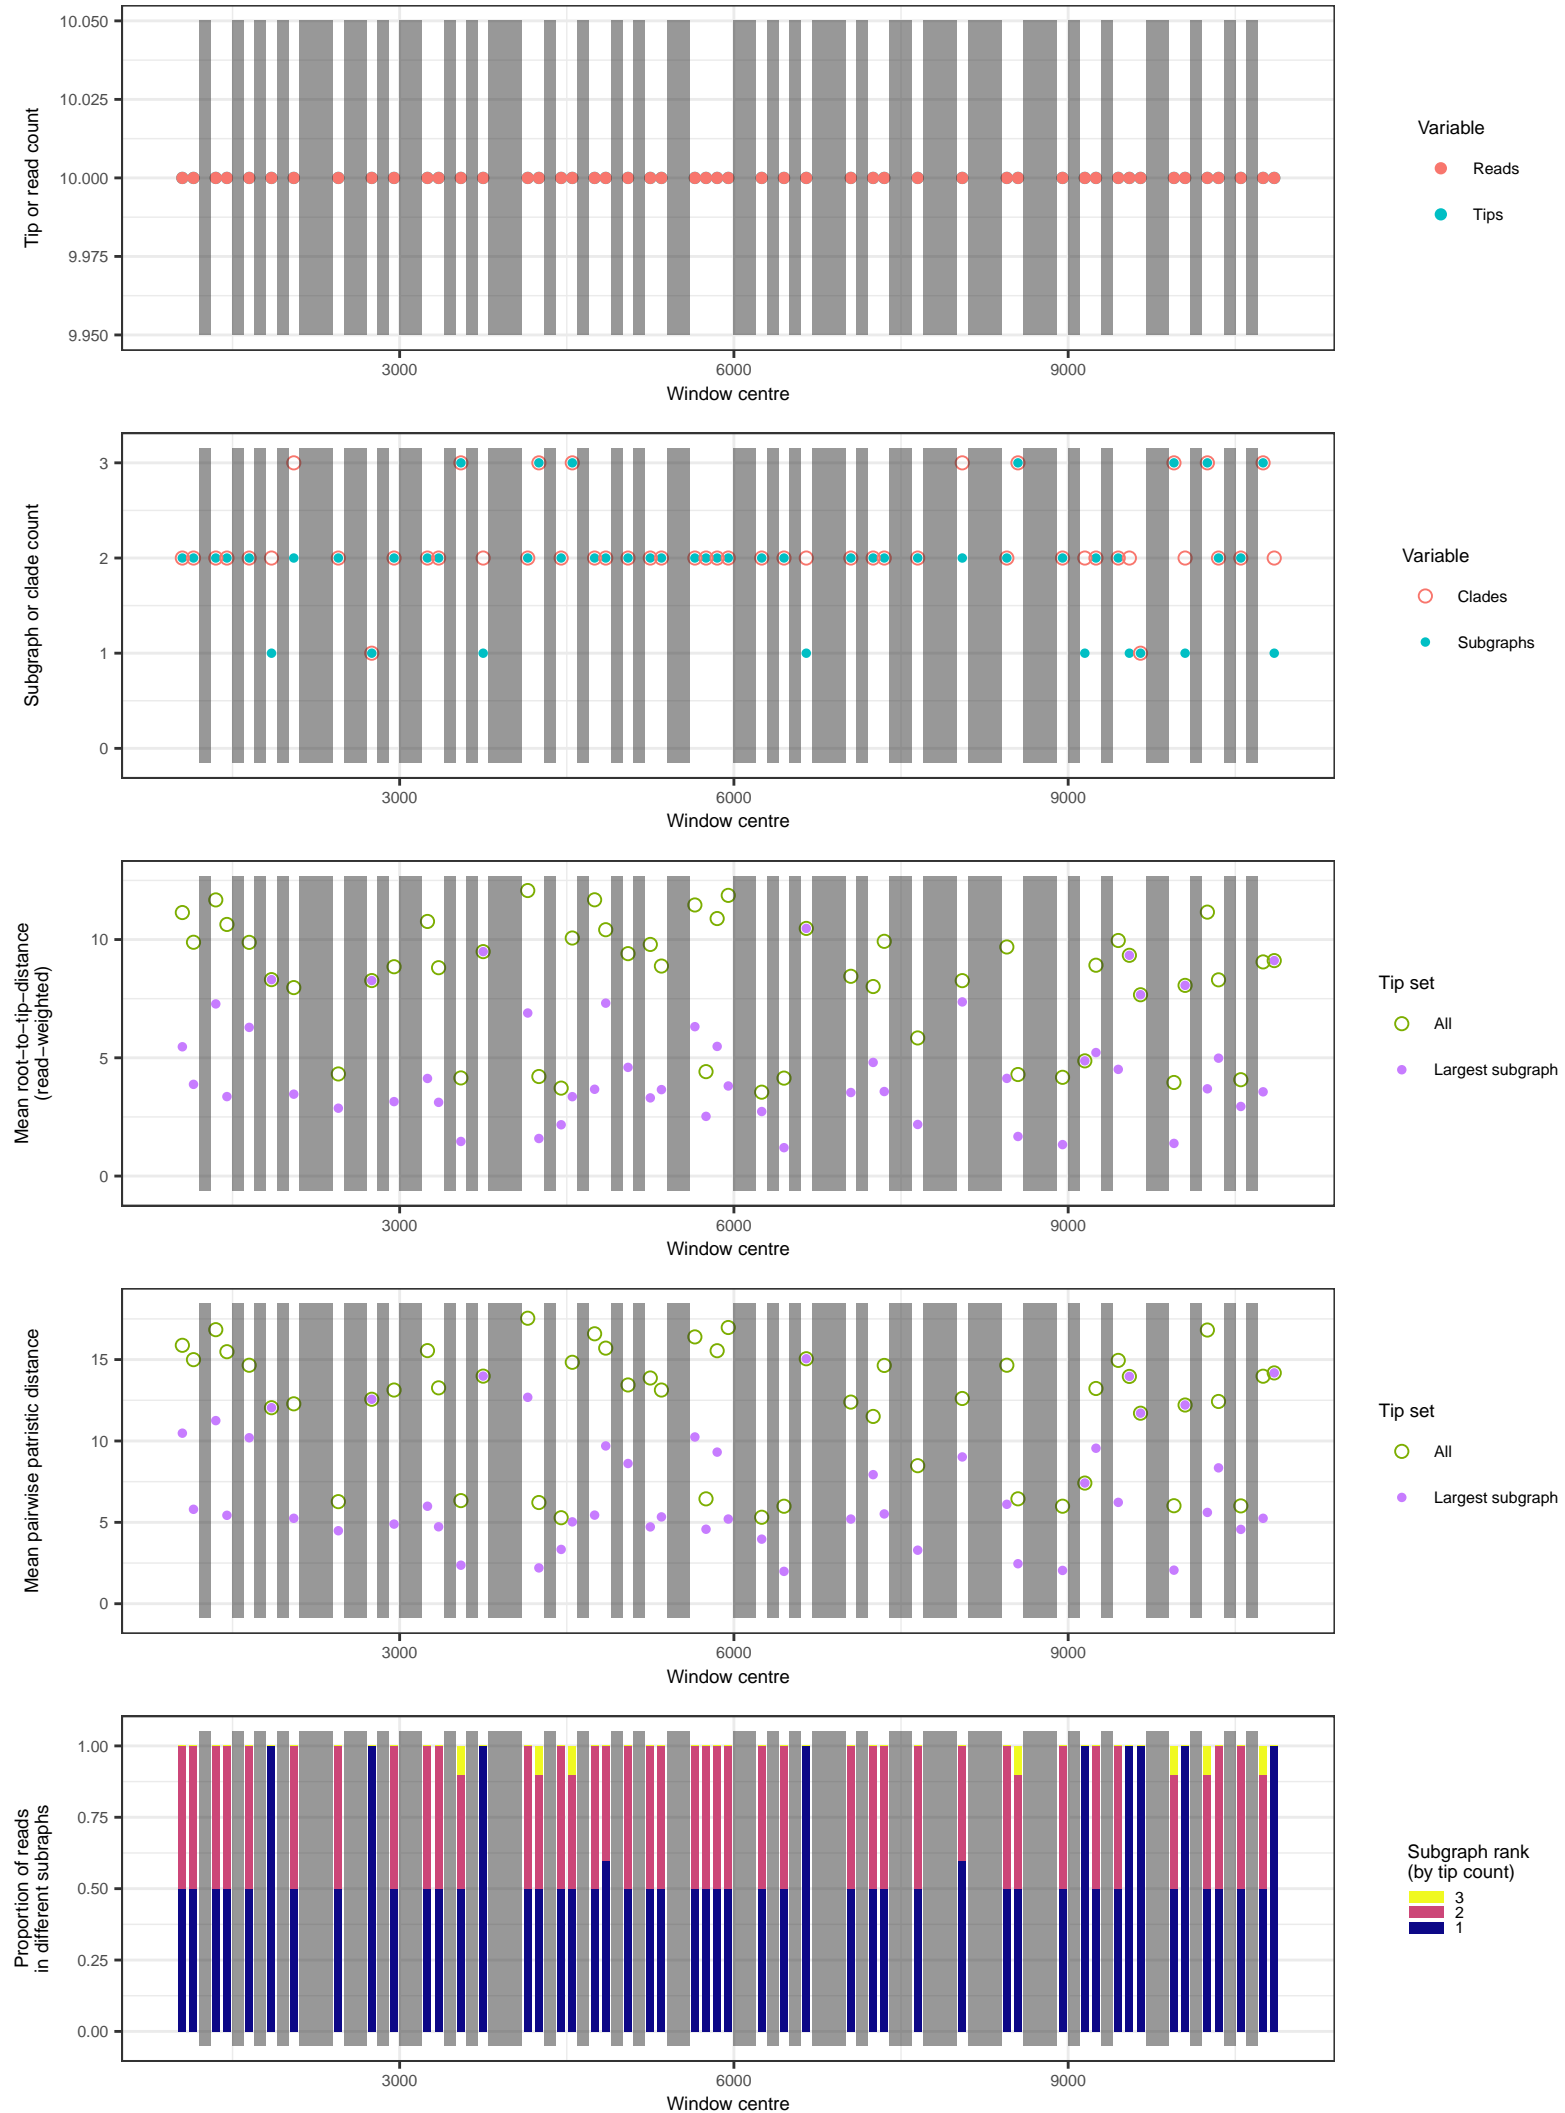 Tip or read count
10.050
10.025
10.000
9.975
9.950
3000
6000
9000
Window centre
Variable
Reads
Tips
Subgraph or clade count
3
2
1
0
3000
6000
9000
Window centre
Variable
Clades
Subgraphs
Mean root−to−tip−distance
(read−weighted)
10
5
0
3000
6000
9000
Window centre
Tip set
All
Largest subgraph
Mean pairwise patristic distance
15
10
5
0
3000
6000
9000
Window centre
Tip set
All
Largest subgraph
Proportion of reads
in different subraphs
1.00
0.75
0.50
0.25
0.00
3000
6000
9000
Window centre
Subgraph rank
(by tip count)
3
2
1